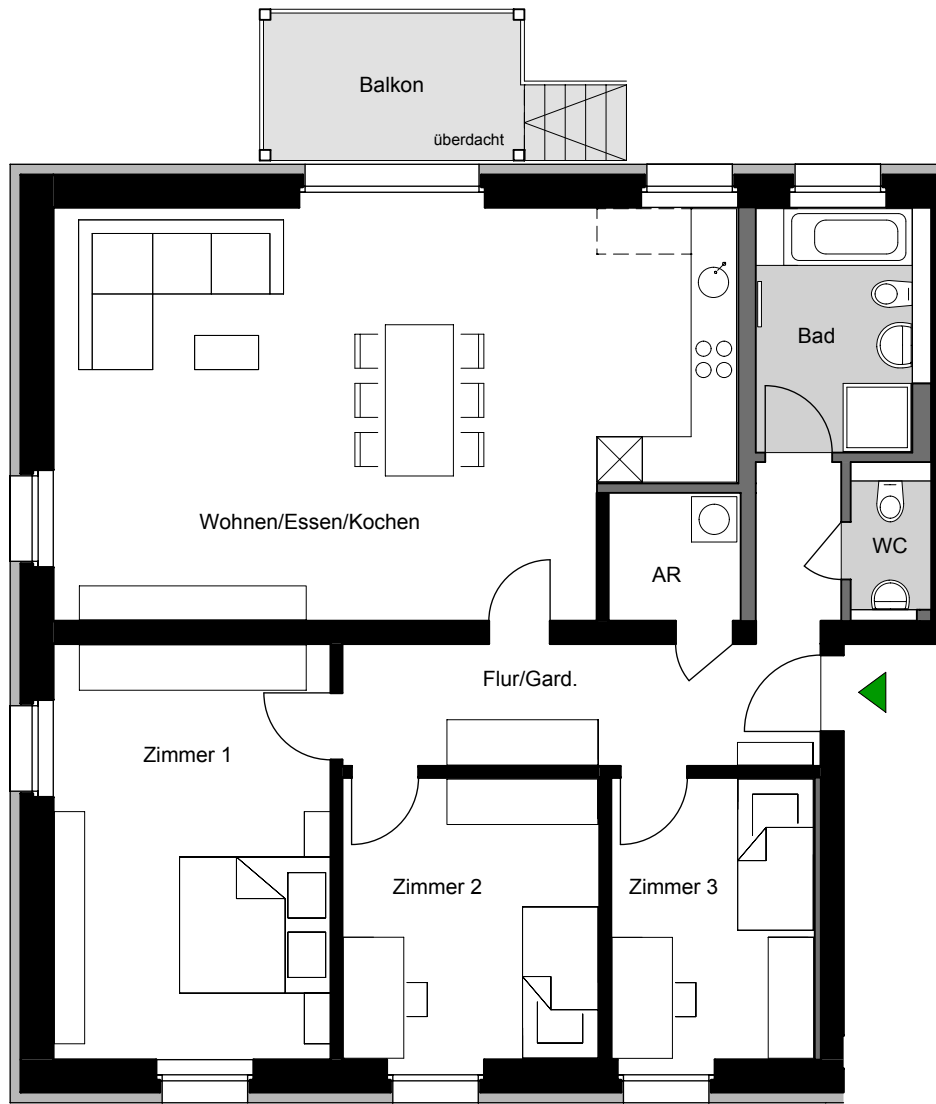 Balkon
überdacht
Bad
Wohnen/Essen/Kochen
WC
AR
Flur/Gard.
Zimmer 1
Zimmer 2
Zimmer 3